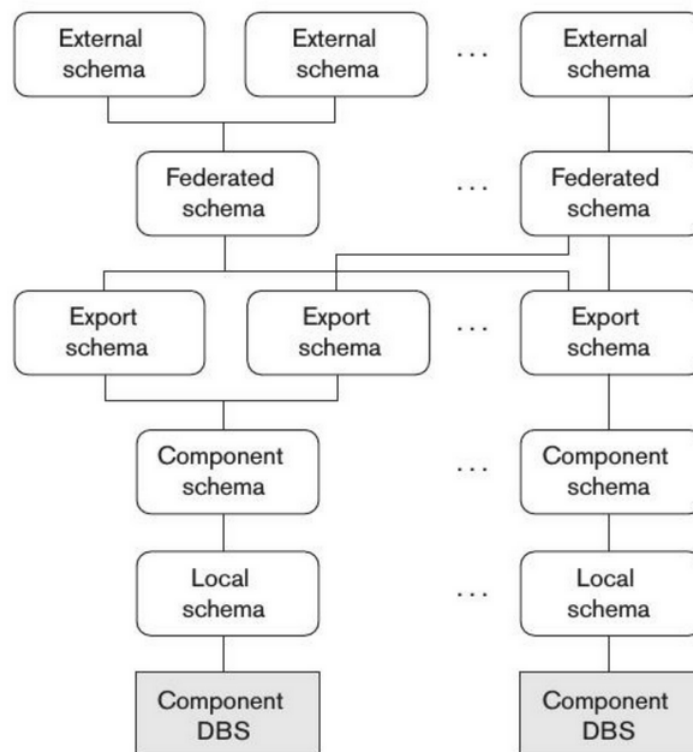 External
schema
External
schema
. . .
External
schema
Federated
schema
. . .
Federated
schema
Export
schema
Export
schema
. . .
Export
schema
Component
schema
. . .
Component
schema
Local
schema
. . .
Local
schema
Component
DBS
Component
DBS